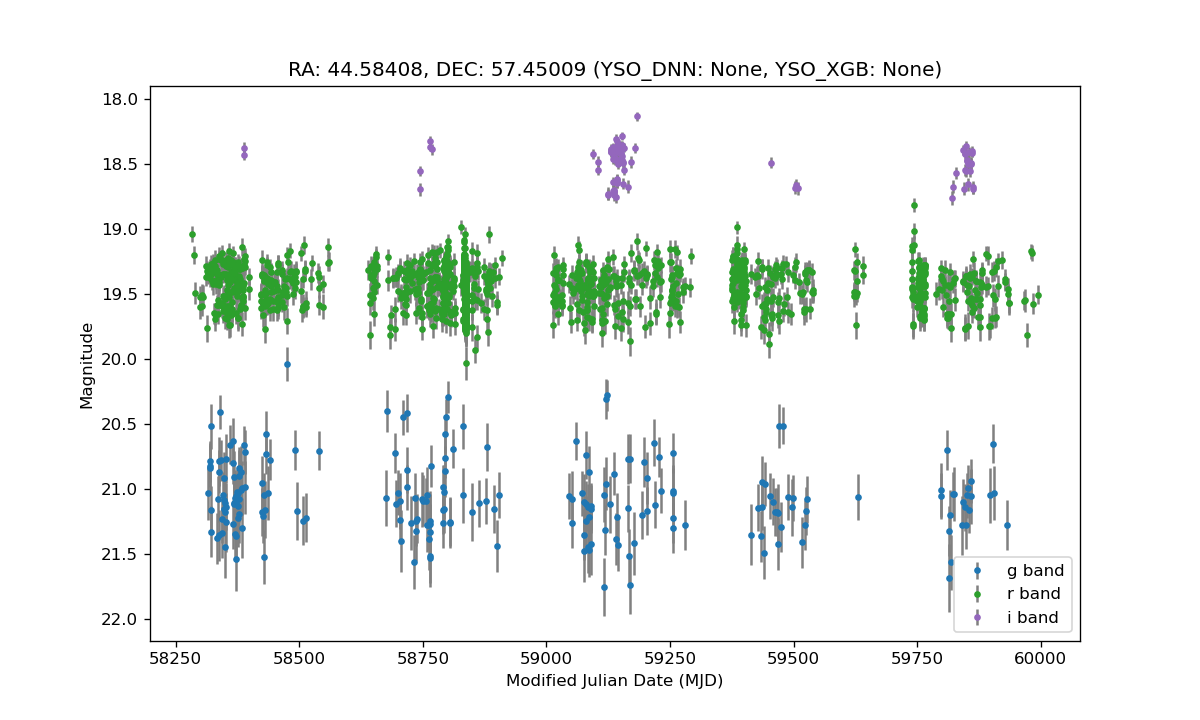 RA: 44.58408, DEC: 57.45009 (YSO_DNN: None, YSO_XGB: None)
18.0
18.5
19.0
19.5
20.0
20.5
21.0
21.5
22.0
Magnitude
g band
r band
i band
58250 58500 58750 59000 59250 59500 59750 60000
Modified Julian Date (MJD)